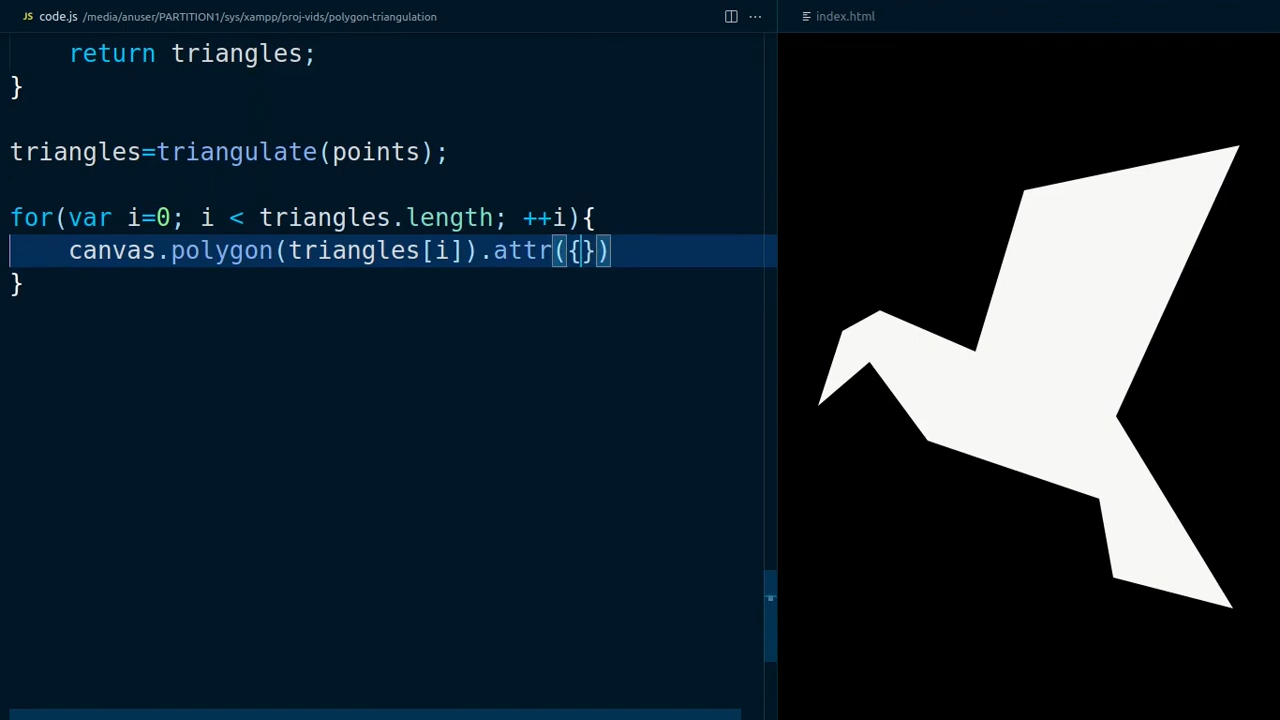 JS code.js /media/anuser/PARTITION1/sys/xampp/proj-vids/polygon-triangulation
index.html
return triangles;
}
triangles=triangulate(points);
for(var i=0; i < triangles.length; ++i){
canvas.polygon(triangles[i]).attr({})
}